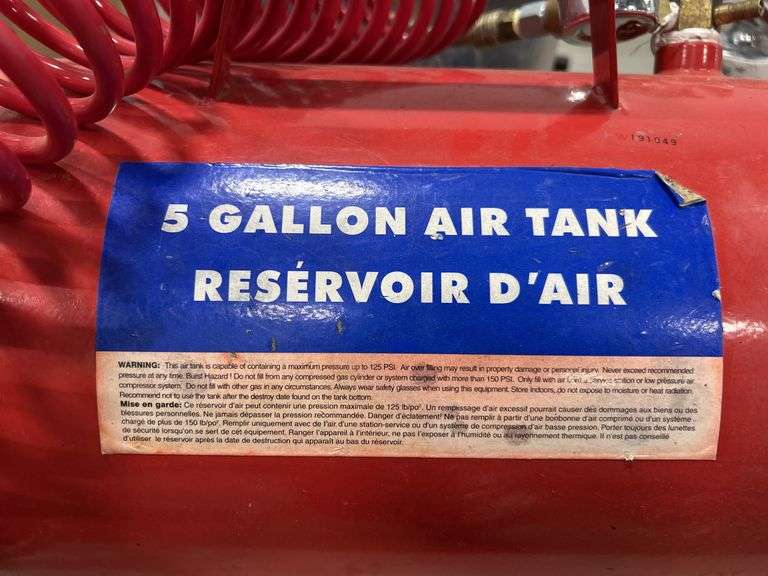 W191049
5 GALLON AIR TANK
RESÉRVOIR D'AIR
WARNING: This air tank is capable of containing a maximum pressure up to 125 PSI. Air over filling may result in property damage or personal injury. Never exceed recommended
pressure at any time. Burst Hazard ! Do not fill from any compressed gas cylinder or system charged with more than 150 PSI. Only fill with air from a service station or low pressure air
compressor system. Do not fill with other gas in any circumstances. Always wear safety glasses when using this equipment. Store indoors, do not expose to moisture or heat radiation.
Recommend not to use the tank after the destroy date found on the tank bottom.
Mise en garde: Ce réservoir d'air peut contenir une pression maximale de 125 lb/po². Un remplissage d'air excessif pourrait causer des dommages aux biens ou des
blessures personnelles. Ne jamais dépasser la pression recommandée. Danger d'éclatement! Ne pas remplir à partir d'une bonbonne d'air comprimé ou d'un système
chargé de plus de 150 lb/po². Remplir uniquement avec de l'air d'une station-service ou d'un système de compression d'air basse pression. Porter toujours des lunettes
de sécurité lorsqu'on se sert de cet équipement. Ranger l'appareil à l'intérieur, ne pas l'exposer à l'humidité ou au rayonnement thermique. Il n'est pas conseillé
d'utiliser le réservoir après la date de destruction qui apparaît au bas du réservoir.